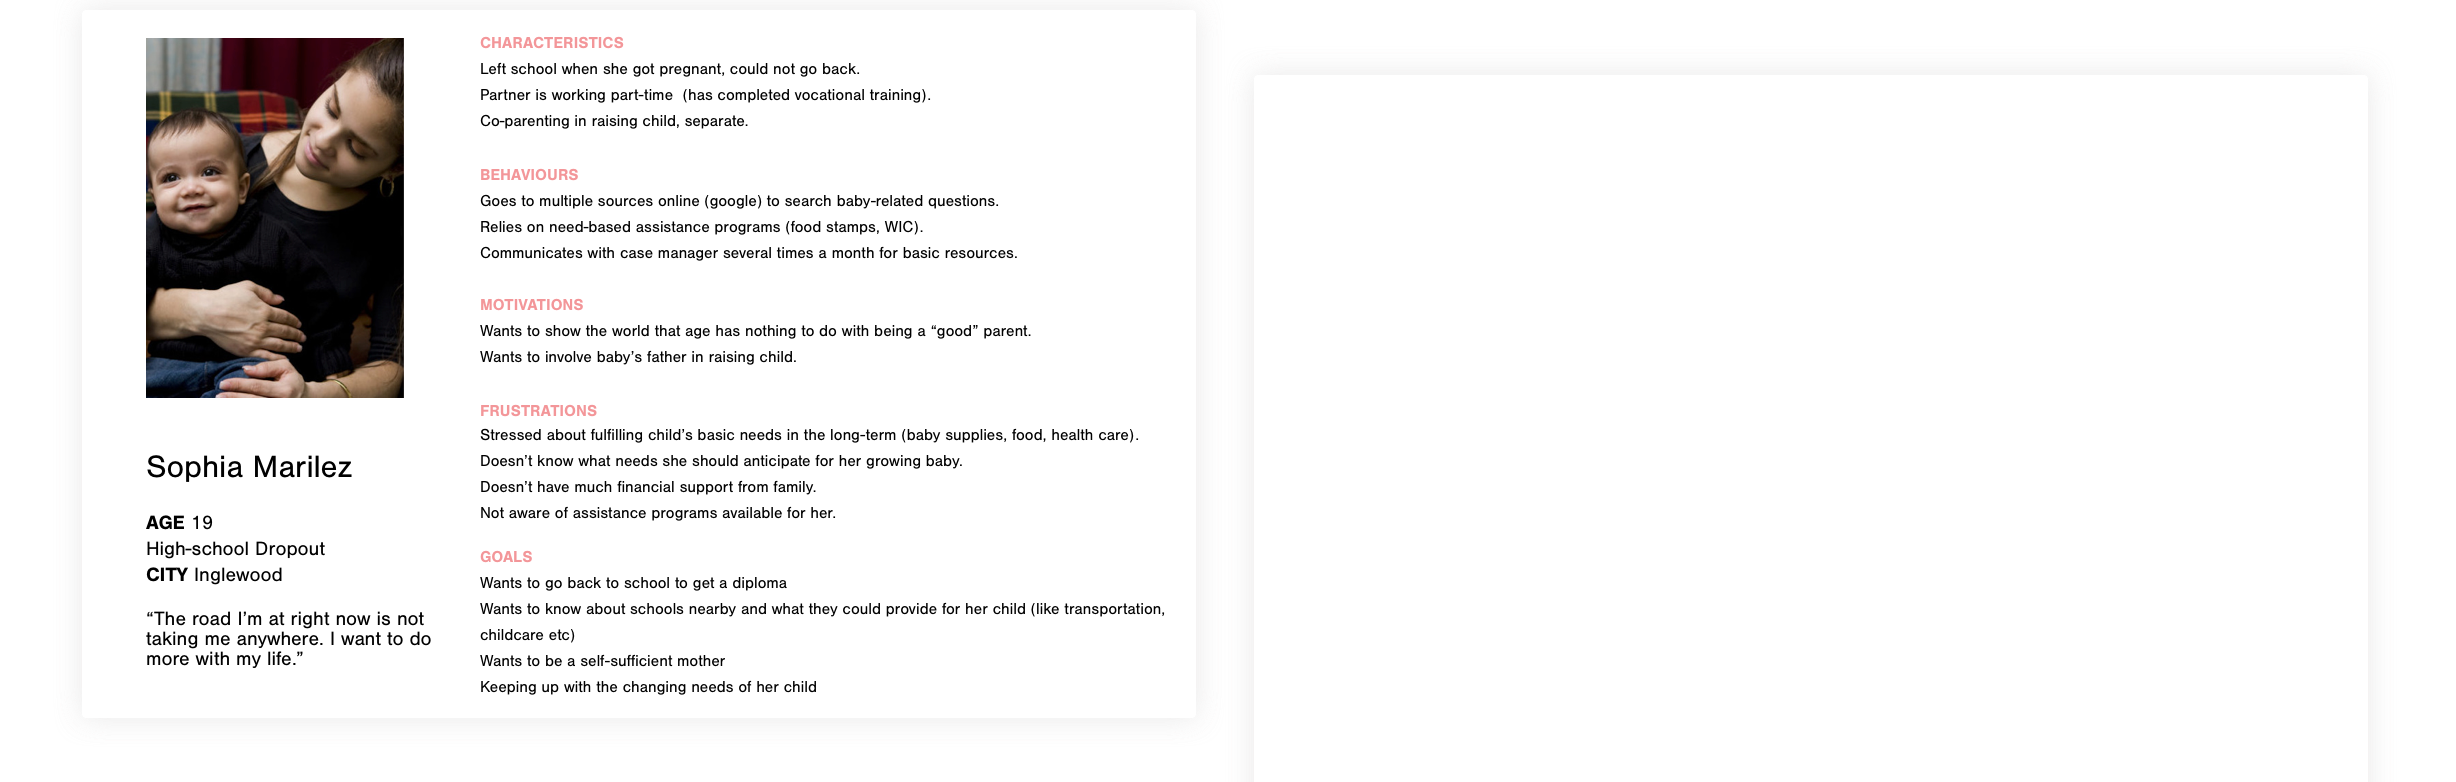 Sophia Marilez
AGE 19
High-school Dropout
CITY Inglewood
“The road I’m at right now is not
taking me anywhere. I want to do
more with my life.”
CHARACTERISTICS
Left school when she got pregnant, could not go back.
Partner is working part-time  (has completed vocational training).
Co-parenting in raising child, separate.
BEHAVIOURS
Goes to multiple sources online (google) to search baby-related questions.
Relies on need-based assistance programs (food stamps, WIC).
Communicates with case manager several times a month for basic resources.
MOTIVATIONS
Wants to show the world that age has nothing to do with being a “good” parent.
Wants to involve baby’s father in raising child.
FRUSTRATIONS
Stressed about fulfilling child’s basic needs in the long-term (baby supplies, food, health care).
Doesn’t know what needs she should anticipate for her growing baby.
Doesn’t have much financial support from family.
Not aware of assistance programs available for her.
GOALS
Wants to go back to school to get a diploma
Wants to know about schools nearby and what they could provide for her child (like transportation,
childcare etc)
Wants to be a self-sufficient mother
Keeping up with the changing needs of her child